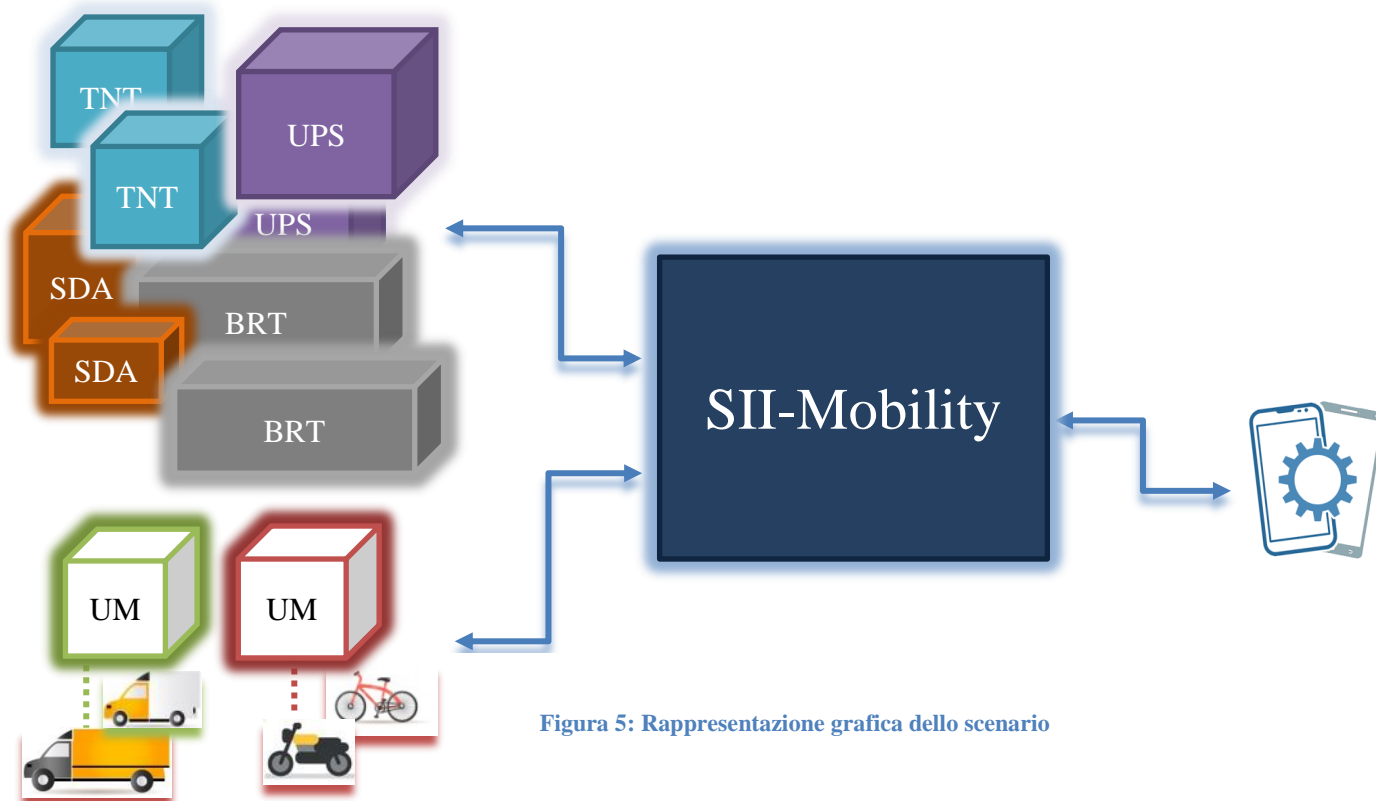 TNT
UPS
TNT
UPS
SDA
BRT
SDA
BRT
SII-Mobility
UM
UM
Figura 5: Rappresentazione grafica dello scenario